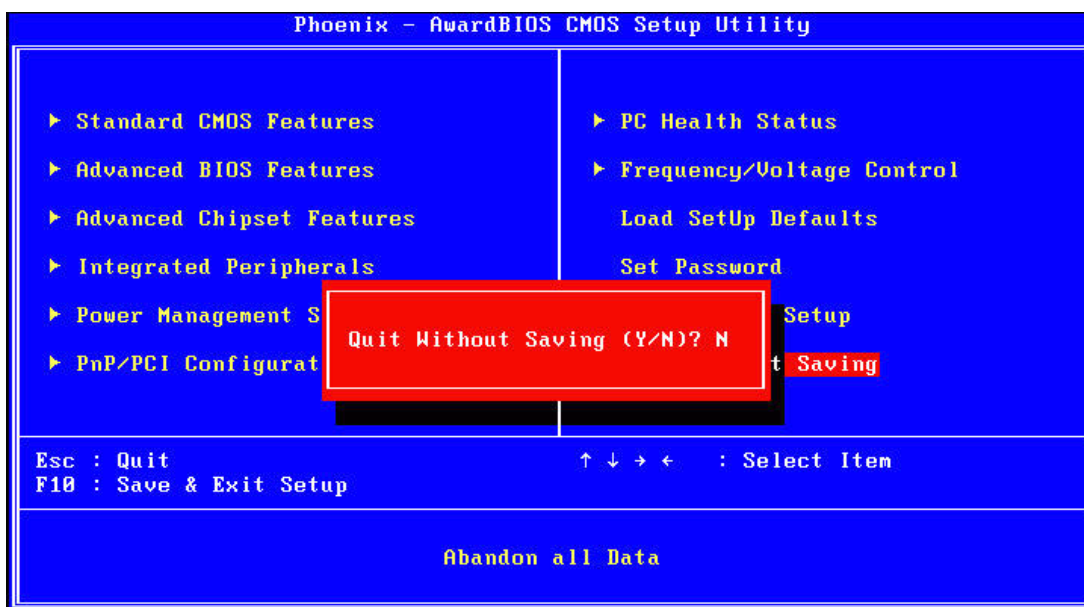 Phoenix - AwardBIOS CMOS Setup Utility
▶ Standard CMOS Features
▶ Advanced BIOS Features
▶ Advanced Chipset Features
▶ Integrated Peripherals
▶ Power Management S
▶ PnP/PCI Configurat
▶ PC Health Status
▶ Frequency/Voltage Control
Load SetUp Defaults
Set Password
Setup
t Saving
Quit Without Saving (Y/N)? N
Esc : Quit
F10 : Save & Exit Setup
↑ ↓ → ← : Select Item
Abandon all Data